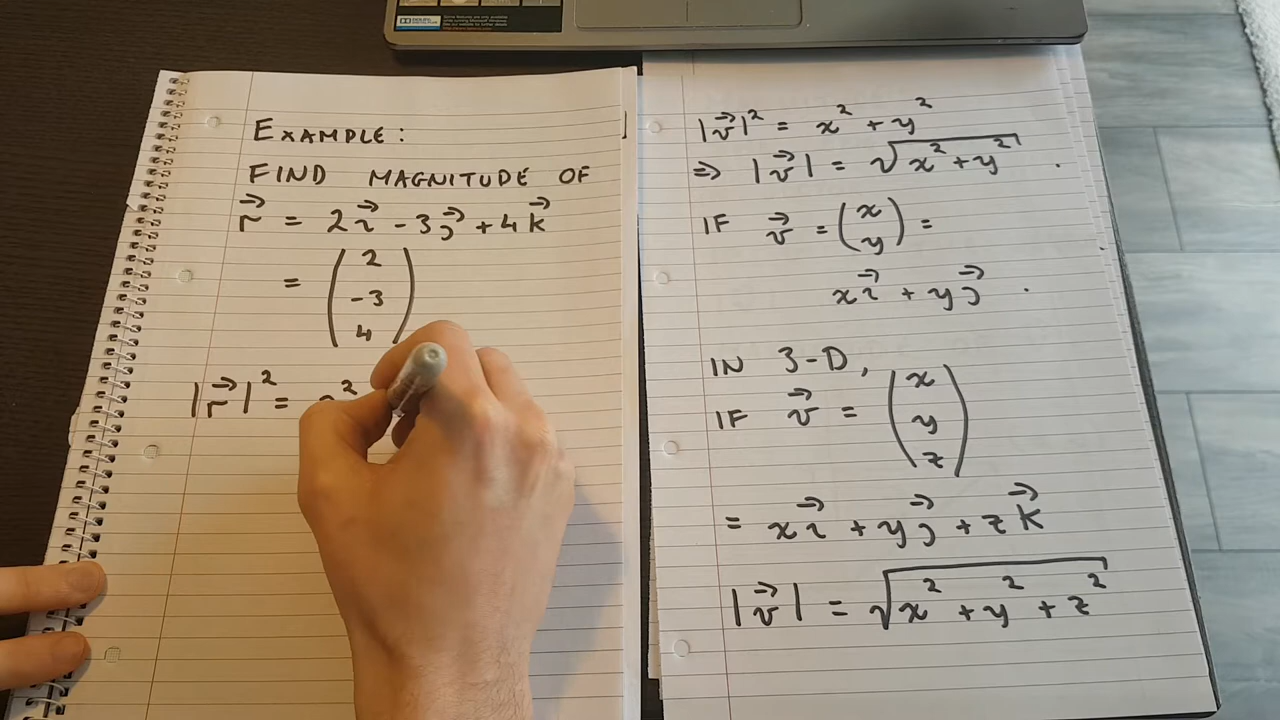 EXAMPLE:
FIND MAGNITUDE OF
r⃗ = 2i⃗ - 3j⃗ + 4k⃗
= (2
-3
4)
|r⃗|² = 2²
|v⃗|² = x² + y²
⇒ |v⃗| = √(x² + y²) .
IF v⃗ = (x
y) =
xi⃗ + yj⃗ .
IN 3-D,
IF v⃗ = (x
y
z)
= xi⃗ + yj⃗ + zk⃗
|v⃗| = √(x² + y² + z²)